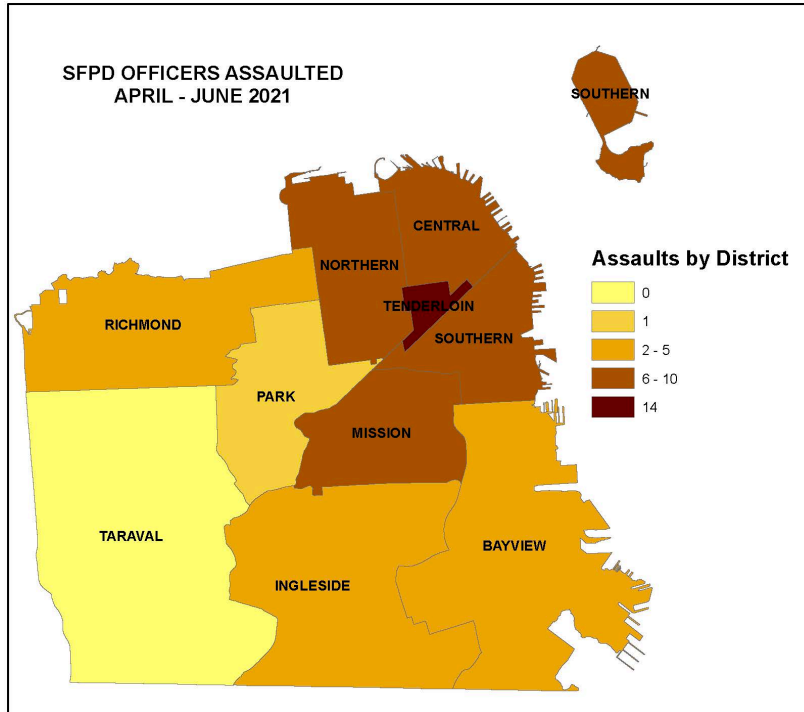 SFPD OFFICERS ASSAULTED
APRIL - JUNE 2021
SOUTHERN
CENTRAL
NORTHERN
TENDERLOIN
RICHMOND
SOUTHERN
PARK
MISSION
TARAVAL
BAYVIEW
INGLESIDE
Assaults by District
0
1
2 - 5
6 - 10
14